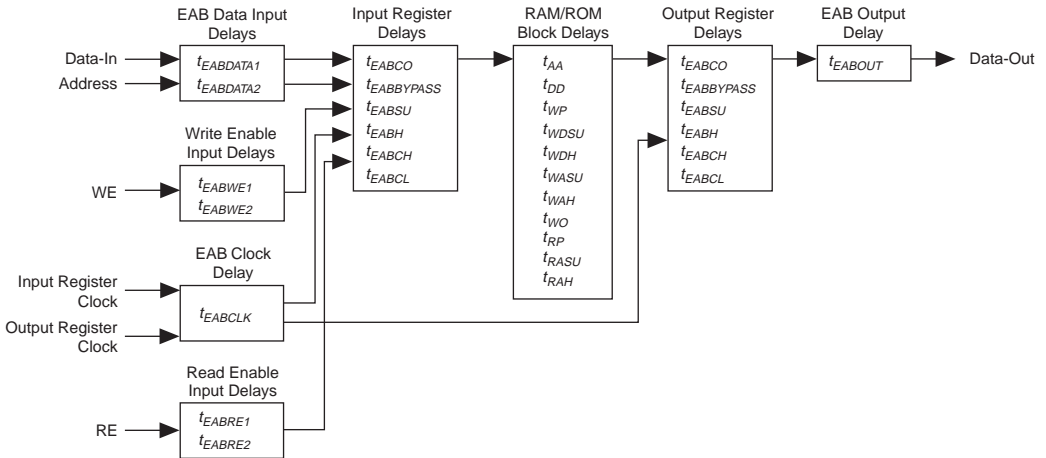 EAB Data Input
Delays
Data-In
Address
tEABDATA1
tEABDATA2
Input Register
Delays
tEABCO
tEABBYPASS
tEABSU
tEABH
tEABCH
tEABCL
RAM/ROM
Block Delays
tAA
tDD
tWP
tWDSU
tWDH
tWASU
tWAH
tWO
tRP
tRASU
tRAH
Output Register
Delays
tEABCO
tEABBYPASS
tEABSU
tEABH
tEABCH
tEABCL
EAB Output
Delay
tEABOUT
Data-Out
Write Enable
Input Delays
WE
tEABWE1
tEABWE2
EAB Clock
Delay
Input Register
Clock
Output Register
Clock
tEABCLK
Read Enable
Input Delays
RE
tEABRE1
tEABRE2